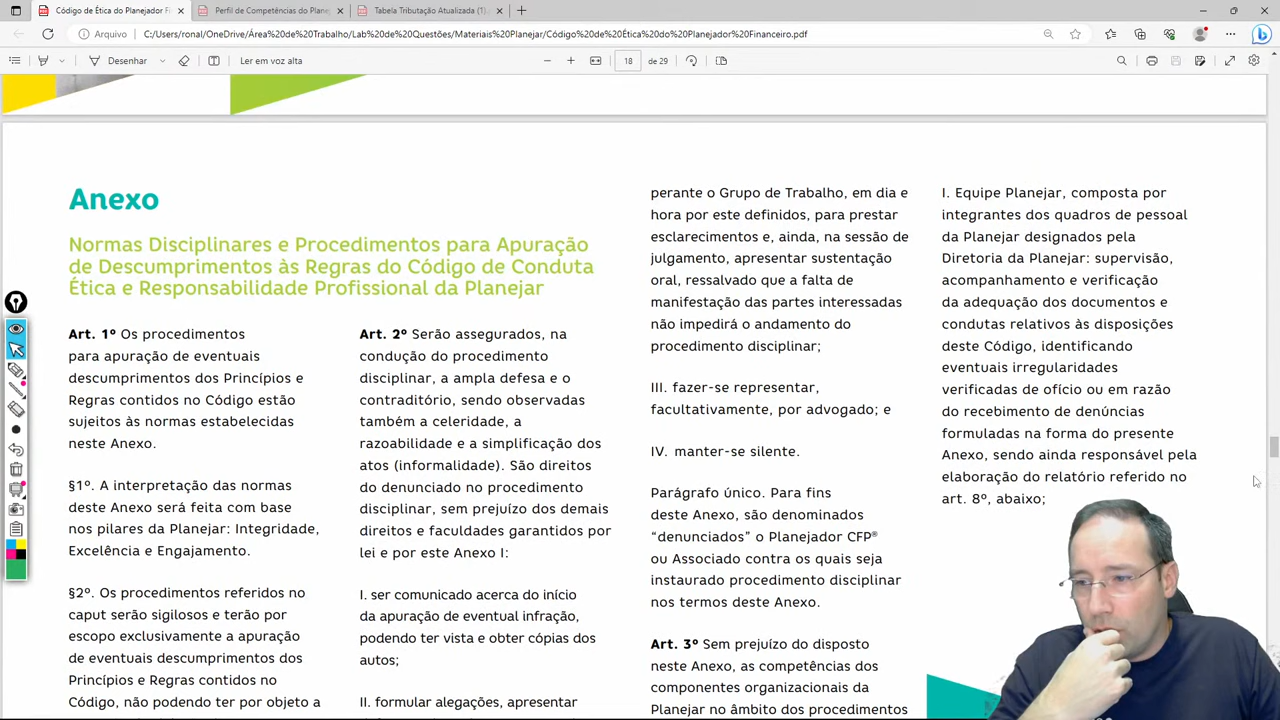 Código de Ética do Planejador Fi
Perfil de Competências do Plane
Tabela Tributação Atualizada (1).
Arquivo
C:/Users/ronal/OneDrive/Área%20de%20Trabalho/Lab%20de%20Questões/Materiais%20Planejar/Código%20de%20Ética%20do%20Planejador%20Financeiro.pdf
Desenhar
Ler em voz alta
18
de 29
Anexo
Normas Disciplinares e Procedimentos para Apuração
de Descumprimentos às Regras do Código de Conduta
Ética e Responsabilidade Profissional da Planejar
Art. 1º Os procedimentos
para apuração de eventuais
descumprimentos dos Princípios e
Regras contidos no Código estão
sujeitos às normas estabelecidas
neste Anexo.
§1º. A interpretação das normas
deste Anexo será feita com base
nos pilares da Planejar: Integridade,
Excelência e Engajamento.
§2º. Os procedimentos referidos no
caput serão sigilosos e terão por
escopo exclusivamente a apuração
de eventuais descumprimentos dos
Princípios e Regras contidos no
Código, não podendo ter por objeto a
Art. 2º Serão assegurados, na
condução do procedimento
disciplinar, a ampla defesa e o
contraditório, sendo observadas
também a celeridade, a
razoabilidade e a simplificação dos
atos (informalidade). São direitos
do denunciado no procedimento
disciplinar, sem prejuízo dos demais
direitos e faculdades garantidos por
lei e por este Anexo I:
I. ser comunicado acerca do início
da apuração de eventual infração,
podendo ter vista e obter cópias dos
autos;
II. formular alegações, apresentar
perante o Grupo de Trabalho, em dia e
hora por este definidos, para prestar
esclarecimentos e, ainda, na sessão de
julgamento, apresentar sustentação
oral, ressalvado que a falta de
manifestação das partes interessadas
não impedirá o andamento do
procedimento disciplinar;
III. fazer-se representar,
facultativamente, por advogado; e
IV. manter-se silente.
Parágrafo único. Para fins
deste Anexo, são denominados
“denunciados” o Planejador CFP®
ou Associado contra os quais seja
instaurado procedimento disciplinar
nos termos deste Anexo.
Art. 3º Sem prejuízo do disposto
neste Anexo, as competências dos
componentes organizacionais da
Planejar no âmbito dos procedimentos
I. Equipe Planejar, composta por
integrantes dos quadros de pessoal
da Planejar designados pela
Diretoria da Planejar: supervisão,
acompanhamento e verificação
da adequação dos documentos e
condutas relativos às disposições
deste Código, identificando
eventuais irregularidades
verificadas de ofício ou em razão
do recebimento de denúncias
formuladas na forma do presente
Anexo, sendo ainda responsável pela
elaboração do relatório referido no
art. 8º, abaixo;